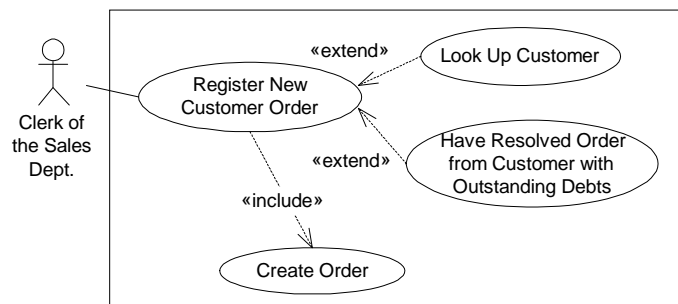 «extend»
Look Up Customer
Register New
Customer Order
Clerk of
the Sales
Dept.
«extend»
Have Resolved Order
from Customer with
Outstanding Debts
«include»
Create Order